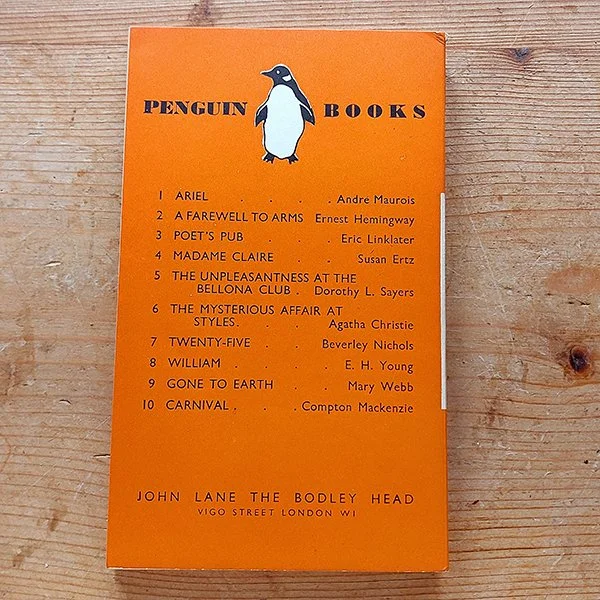 PENGUIN BOOKS
1 ARIEL . . . . Andre Maurois
2 A FAREWELL TO ARMS Ernest Hemingway
3 POET'S PUB . . . Eric Linklater
4 MADAME CLAIRE . . Susan Ertz
5 THE UNPLEASANTNESS AT THE
BELLONA CLUB . Dorothy L. Sayers
6 THE MYSTERIOUS AFFAIR AT
STYLES. . . Agatha Christie
7 TWENTY-FIVE . . Beverley Nichols
8 WILLIAM . . . . E. H. Young
9 GONE TO EARTH . . Mary Webb
10 CARNIVAL . . . Compton Mackenzie
JOHN LANE THE BODLEY HEAD
VIGO STREET LONDON W1